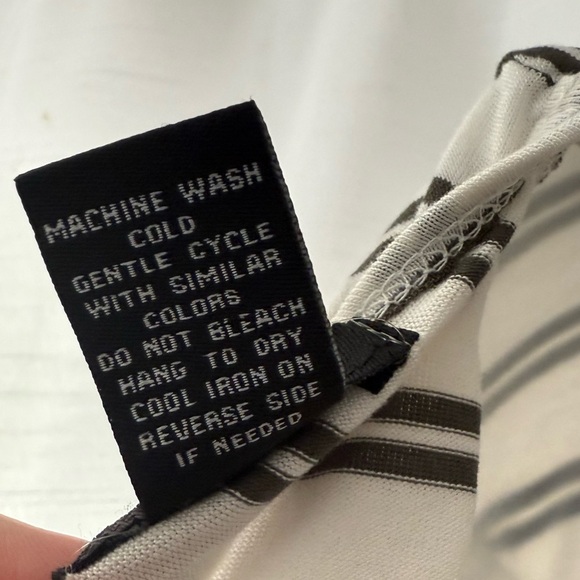 MACHINE WASH
COLD
GENTLE CYCLE
WITH SIMILAR
COLORS
DO NOT BLEACH
HANG TO DRY
COOL IRON ON
REVERSE SIDE
IF NEEDED